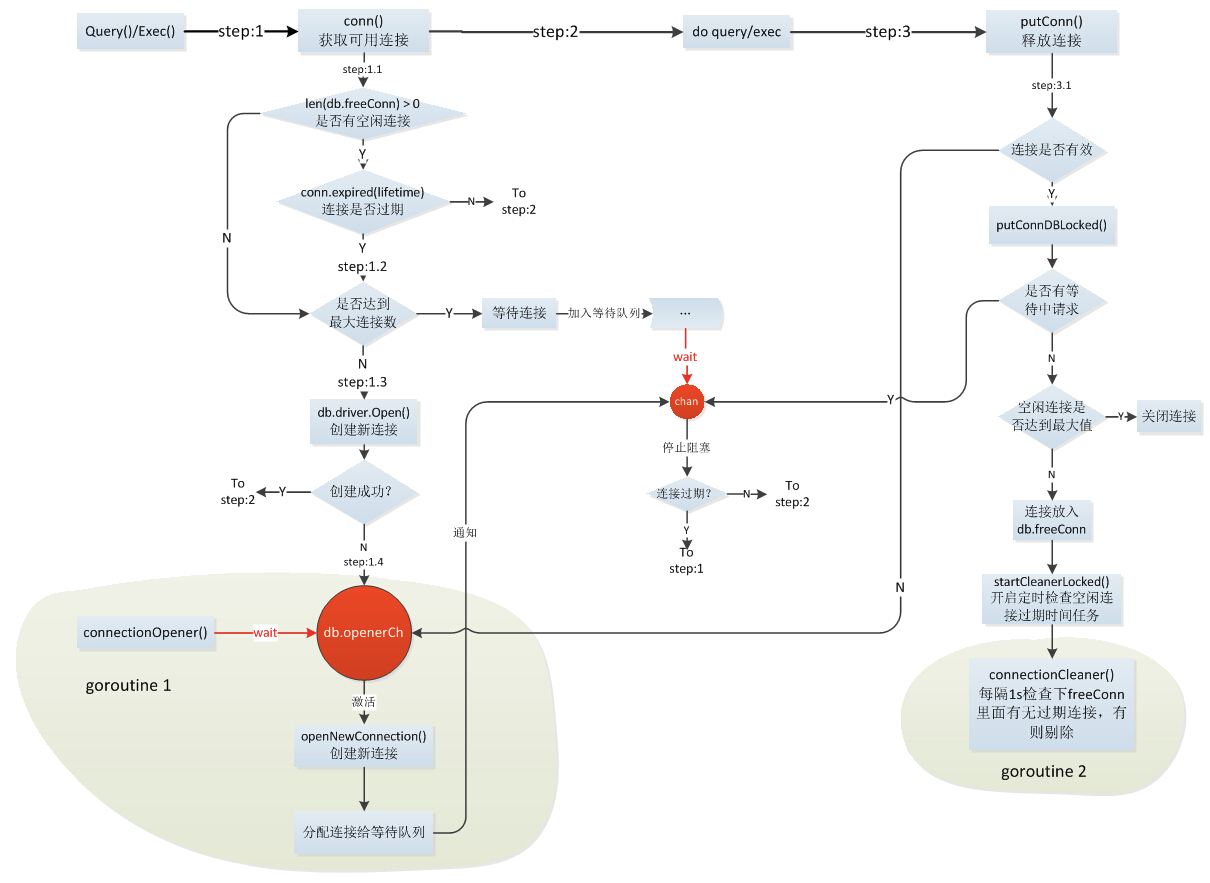 Query()/Exec()
step:1
conn()
获取可用连接
step:2
do query/exec
step:3
putConn()
释放连接
step:1.1
len(db.freeConn) > 0
是否有空闲连接
Y
conn.expired(lifetime)
连接是否过期
N
To
step:2
Y
N
step:1.2
是否达到
最大连接数
Y
等待连接
加入等待队列
...
wait
chan
停止阻塞
连接过期?
N
To
step:2
Y
To
step:1
N
step:1.3
db.driver.Open()
创建新连接
创建成功?
Y
To
step:2
N
step:1.4
connectionOpener()
wait
db.openerCh
goroutine 1
激活
openNewConnection()
创建新连接
分配连接给等待队列
通知
step:3.1
连接是否有效
N
Y
putConnDBLocked()
是否有等
待中请求
Y
N
空闲连接是
否达到最大值
Y
关闭连接
N
连接放入
db.freeConn
startCleanerLocked()
开启定时检查空闲连
接过期时间任务
connectionCleaner()
每隔1s检查下freeConn
里面有无过期连接，有
则剔除
goroutine 2